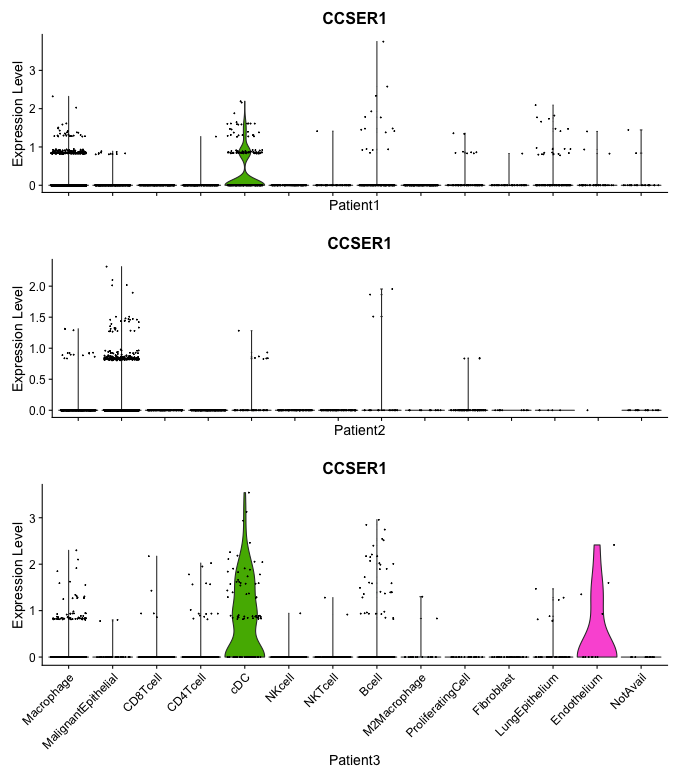 CCSER1
Expression Level
3
2
1
0
Patient1
CCSER1
Expression Level
2.0
1.5
1.0
0.5
0.0
Patient2
CCSER1
Expression Level
3
2
1
0
Macrophage
MalignantEpithelial
CD8Tcell
CD4Tcell
cDC
NKcell
NKTcell
Bcell
M2Macrophage
ProliferatingCell
Fibroblast
LungEpithelium
Endothelium
NotAvail
Patient3